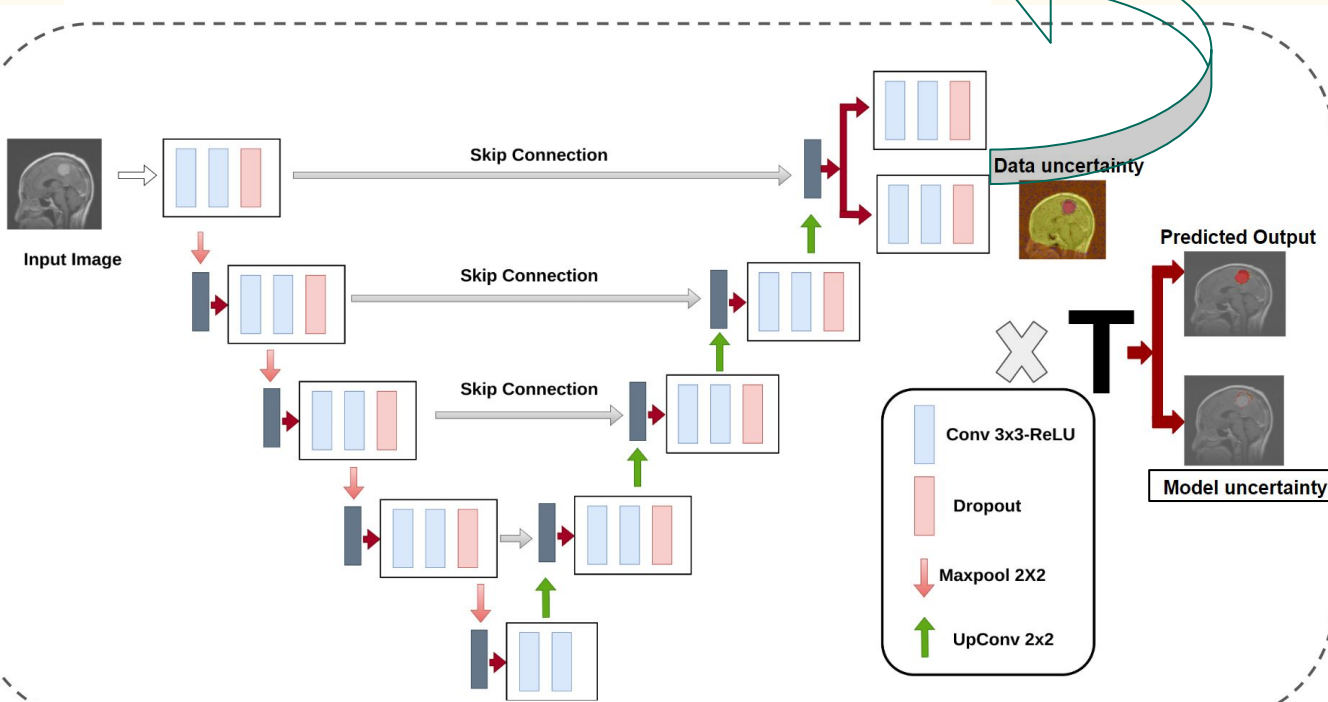 Skip Connection
Data uncertainty
Input Image
Predicted Output
Skip Connection
T
Skip Connection
Conv 3x3-ReLU
Model uncertainty
Dropout
Maxpool 2X2
UpConv 2x2